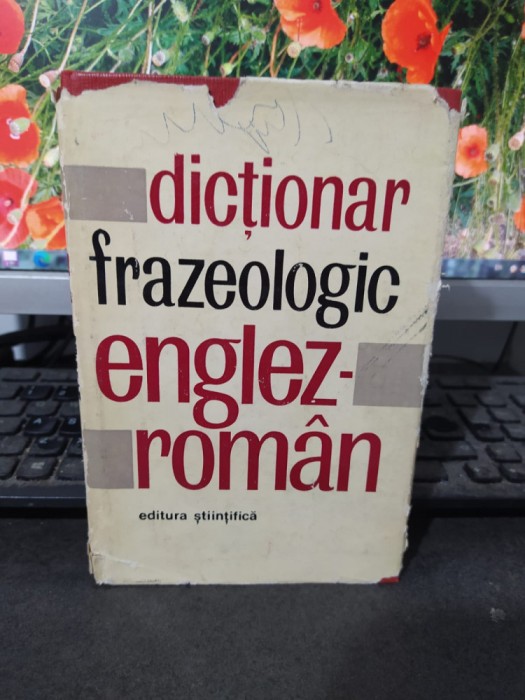 dicționar
frazeologic
englez-
român
editura științifică